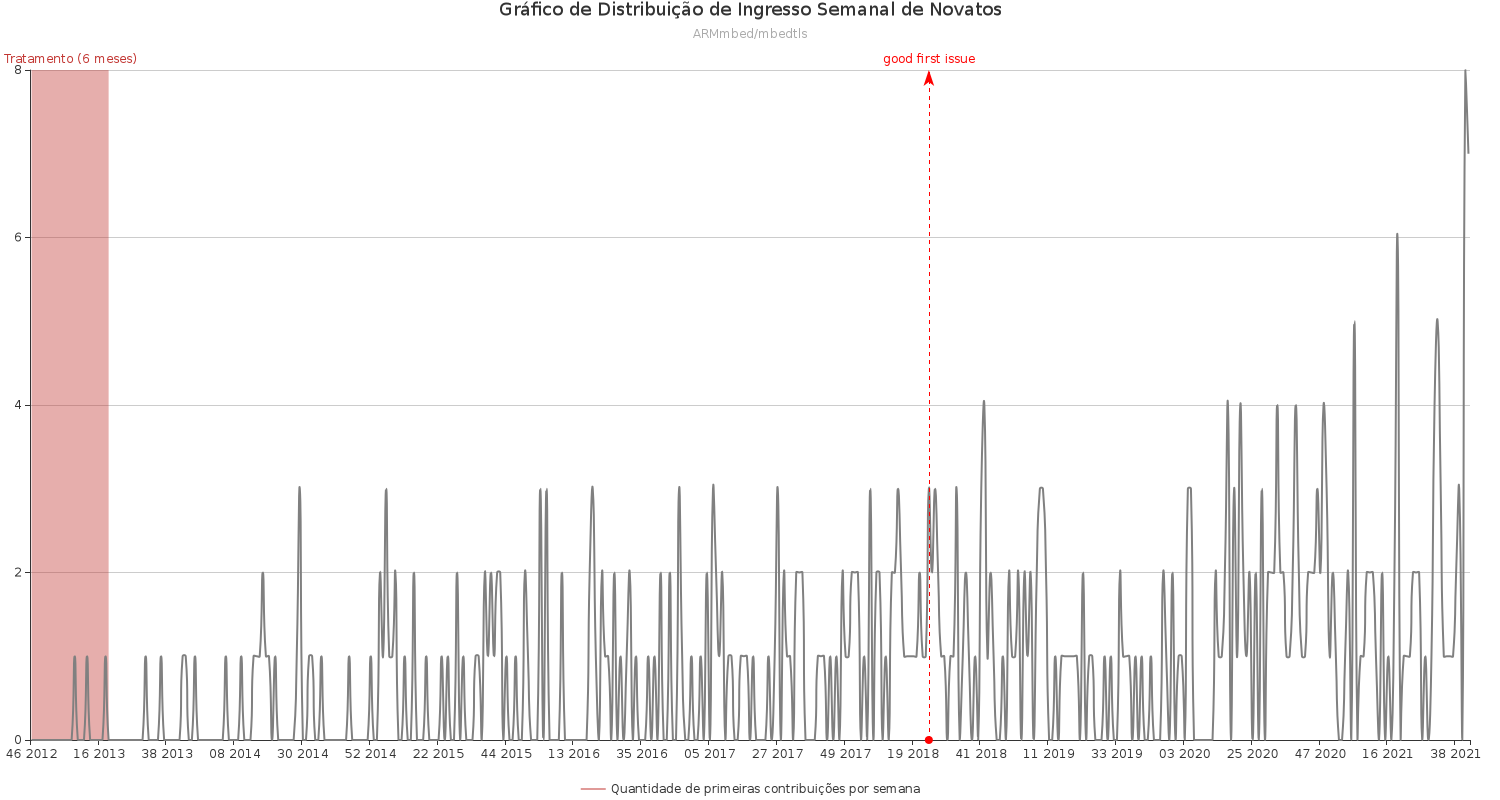 Gráfico de Distribuição de Ingresso Semanal de Novatos
ARMmbed/mbedtls
Tratamento (6 meses)
good first issue
8
6
4
2
0
46 2012 16 2013 38 2013 08 2014 30 2014 52 2014 22 2015 44 2015 13 2016 35 2016 05 2017 27 2017 49 2017 19 2018 41 2018 11 2019 33 2019 03 2020 25 2020 47 2020 16 2021 38 2021
Quantidade de primeiras contribuições por semana